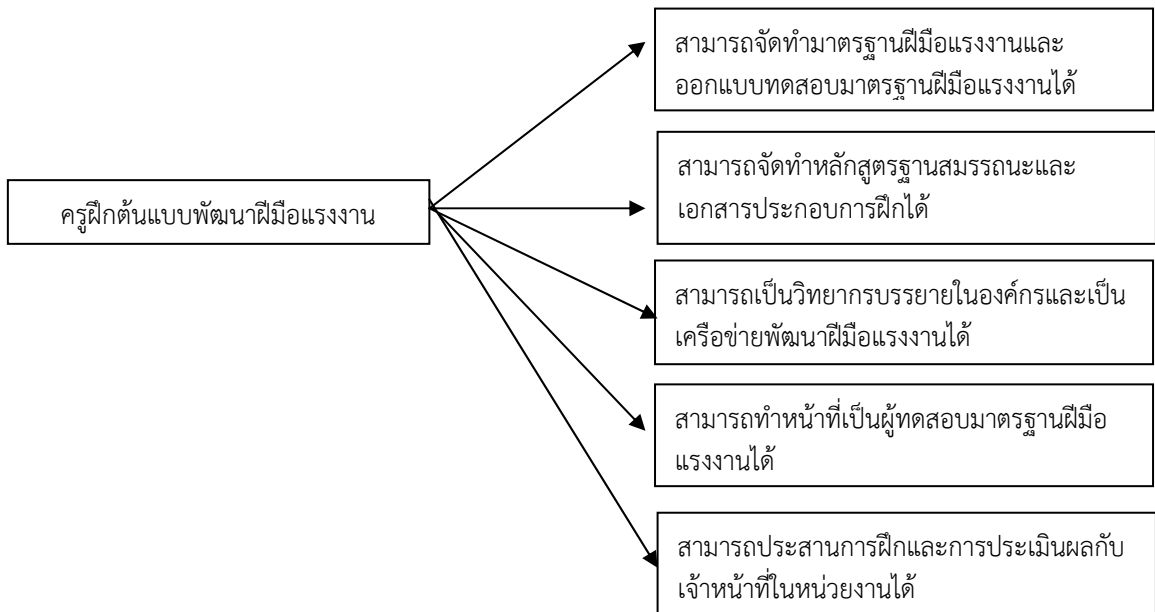 สามารถจัดทำมาตรฐานฝีมือแรงงานและ
ออกแบบทดสอบมาตรฐานฝีมือแรงงานได้
สามารถจัดทำหลักสูตรฐานสมรรถนะและ
เอกสารประกอบการฝึกได้
ครูฝึกต้นแบบพัฒนาฝีมือแรงงาน
สามารถเป็นวิทยากรบรรยายในองค์กรและเป็น
เครือข่ายพัฒนาฝีมือแรงงานได้
สามารถทำหน้าที่เป็นผู้ทดสอบมาตรฐานฝีมือ
แรงงานได้
สามารถประสานการฝึกและการประเมินผลกับ
เจ้าหน้าที่ในหน่วยงานได้